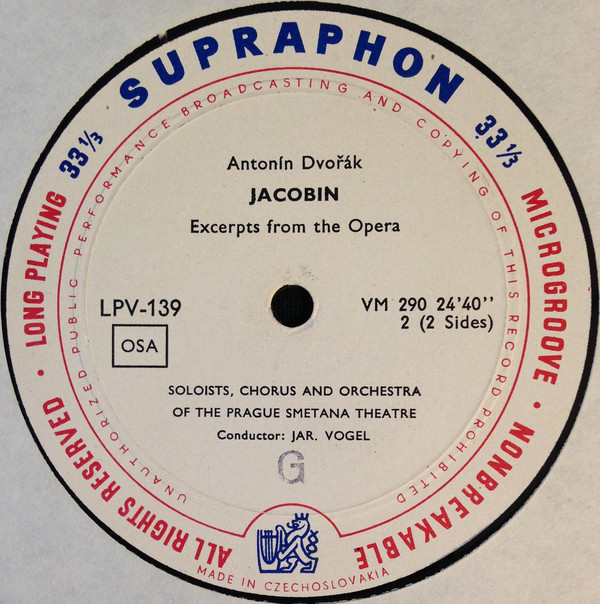 SUPRAPHON
33⅓
33⅓
LONG PLAYING
MICROGROOVE • NONBREAKABLE
• ALL RIGHTS RESERVED
UNAUTHORIZED PUBLIC PERFORMANCE BROADCASTING AND COPYING OF THIS RECORD PROHIBITED
Antonín Dvořák
JACOBIN
Excerpts from the Opera
LPV-139
OSA
VM 290 24'40''
2 (2 Sides)
SOLOISTS, CHORUS AND ORCHESTRA
OF THE PRAGUE SMETANA THEATRE
Conductor: JAR. VOGEL
G
MADE IN CZECHOSLOVAKIA